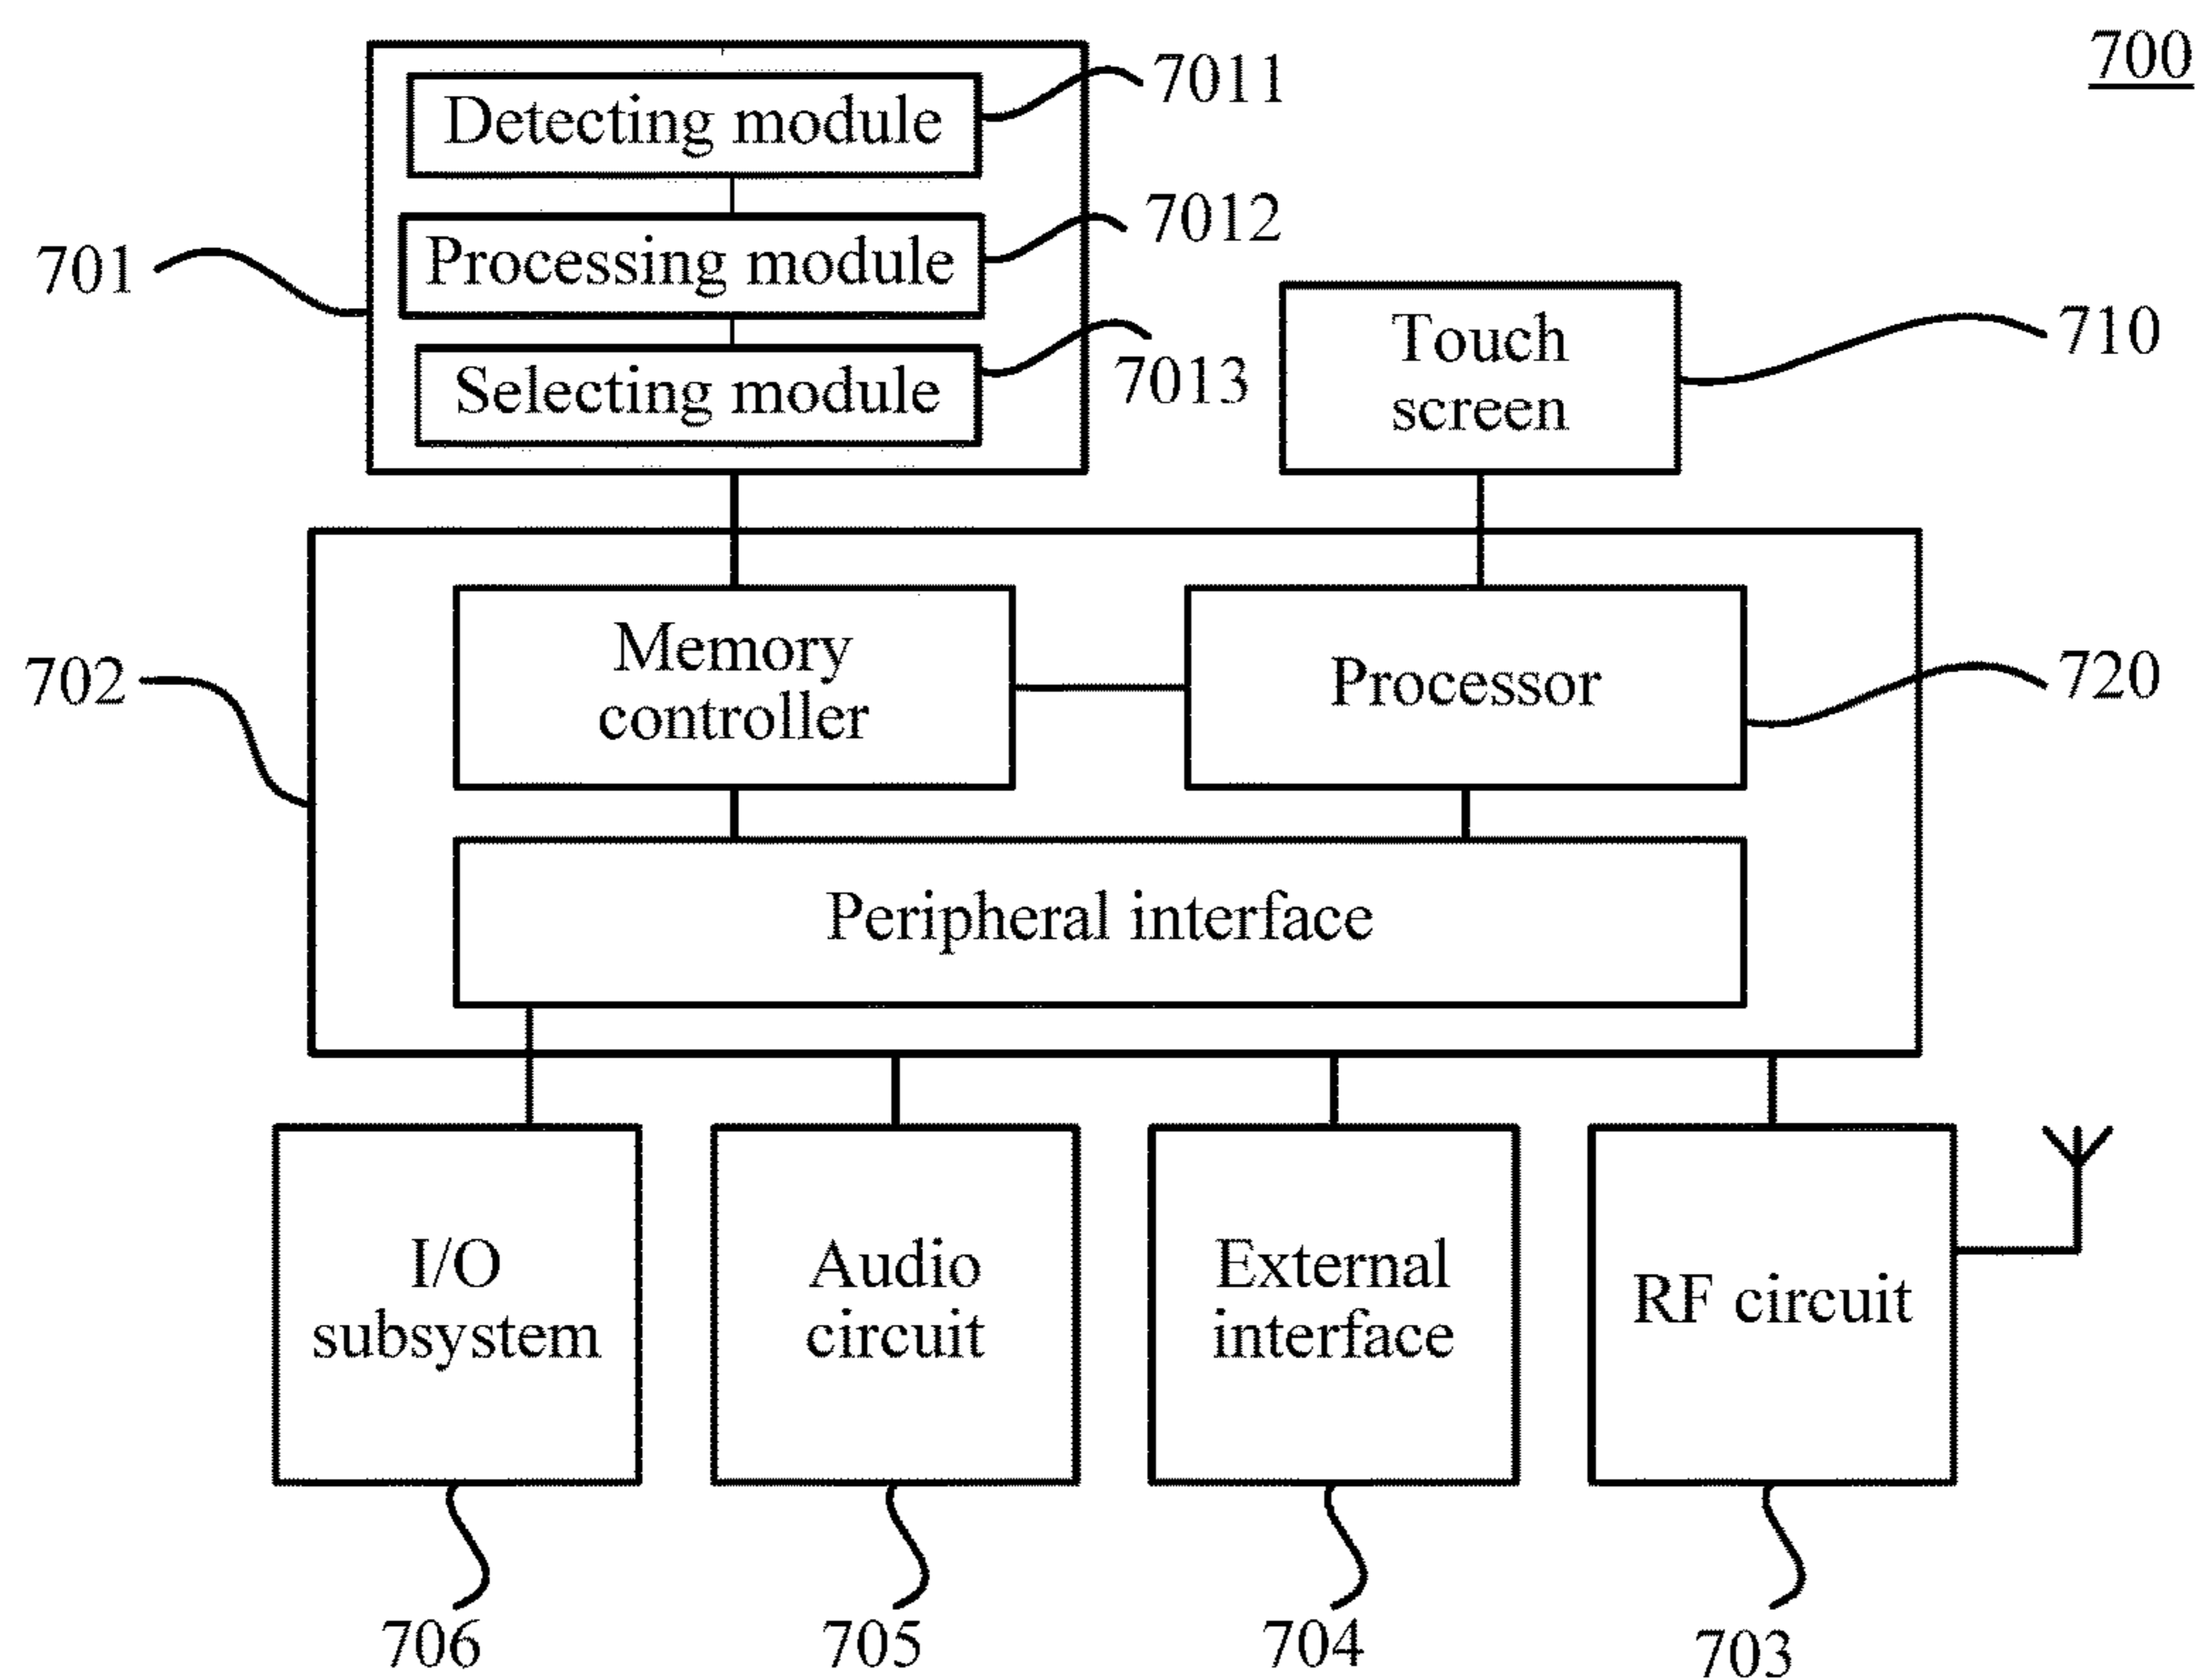 700
Detecting module
7011
Processing module
7012
701
Selecting module
7013
Touch
screen
710
Memory
controller
Processor
702
720
Peripheral interface
I/O
subsystem
Audio
circuit
External
interface
RF circuit
706
705
704
703